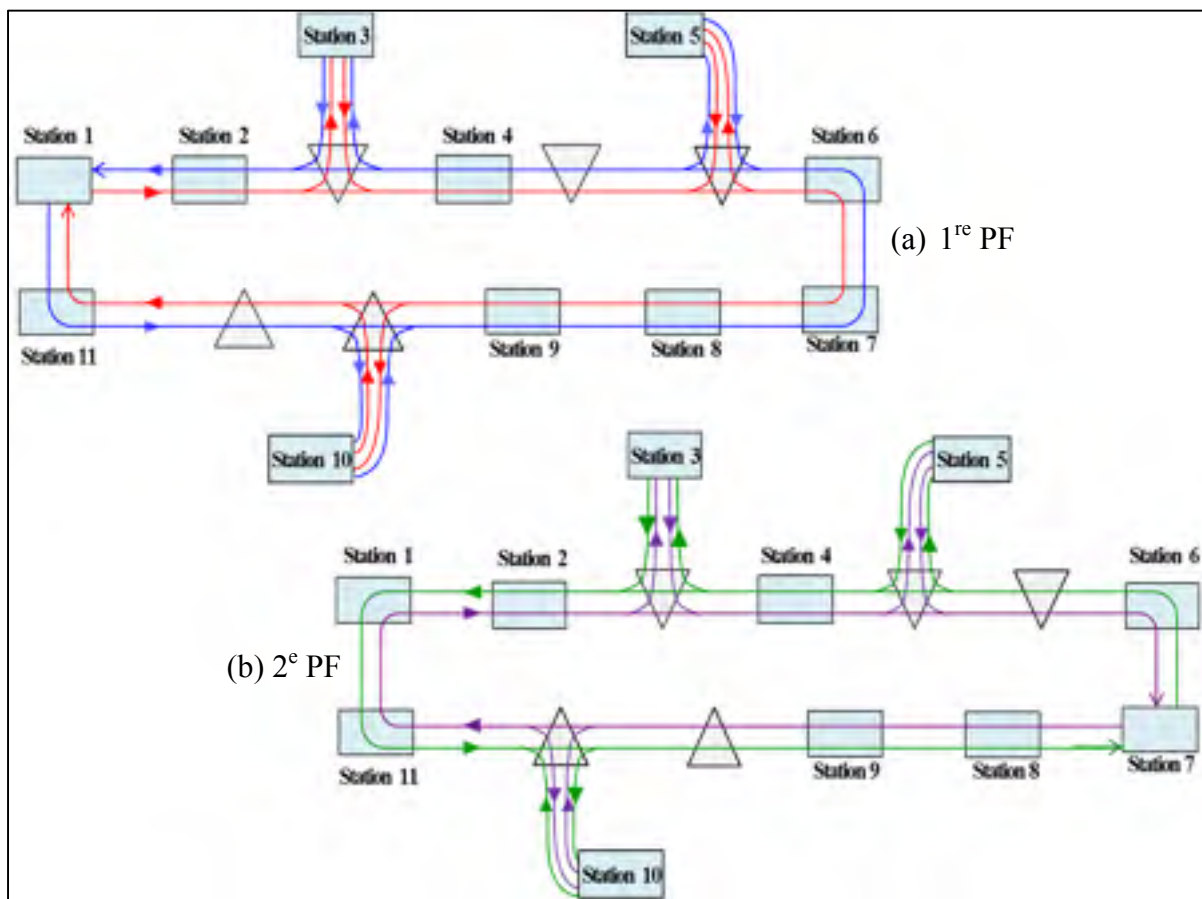 Station 3
Station 5
Station 1
Station 2
Station 4
Station 6
(a) 1re PF
Station 11
Station 9
Station 8
Station 7
Station 10
Station 3
Station 5
Station 1
Station 2
Station 4
Station 6
(b) 2e PF
Station 11
Station 9
Station 8
Station 7
Station 10